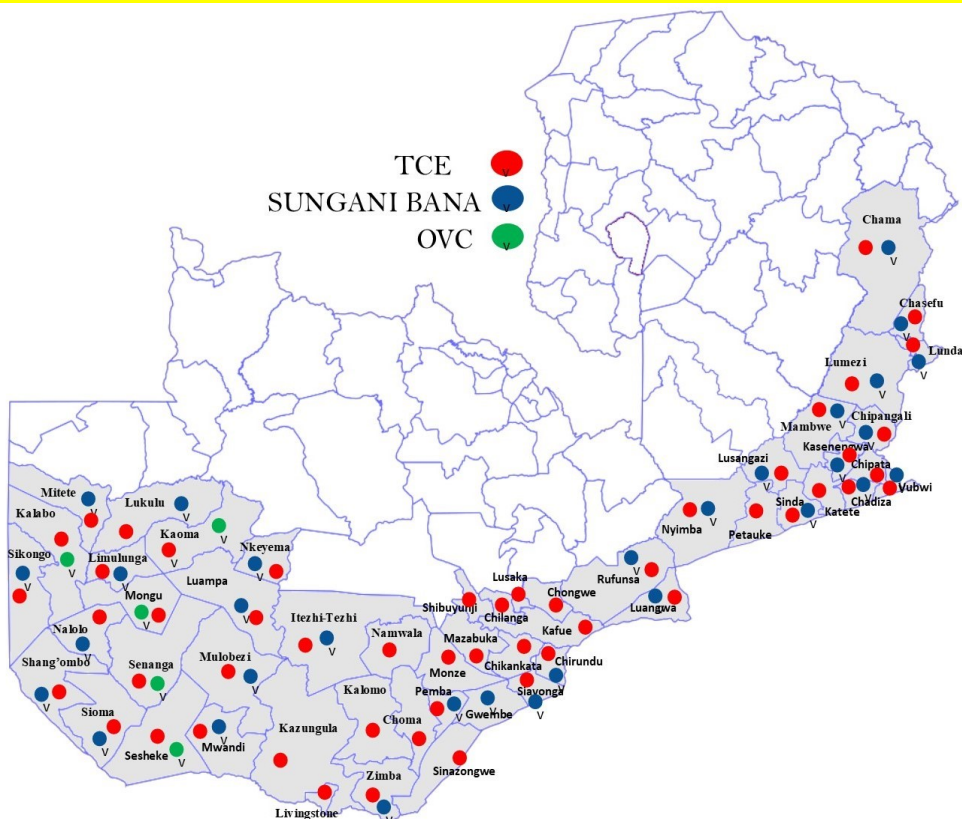 TCE
SUNGANI BANA
OVC
Chama
Chasefu
Lunda
Lumezi
Chipangali
Mambwe
Kasenengwa
Lusangazi
Chipata
Vubwi
Sinda
Chadiza
Katete
Nyimba
Petauke
Mitete
Lukulu
Kalabo
Kaoma
Nkeyema
Sikongo
Limulunga
Luampa
Rufunsa
Lusaka
Chongwe
Shibuyunji
Chilanga
Luangwa
Mongu
Itezhi-Tezhi
Namwala
Mazabuka
Kafue
Nalolo
Chikankata
Chirundu
Shang'ombo
Senanga
Mulobezi
Monze
Kalomo
Pemba
Siavonga
Gwembe
Sioma
Kazungula
Choma
Sesheke
Mwandi
Sinazongwe
Zimba
Livingstone